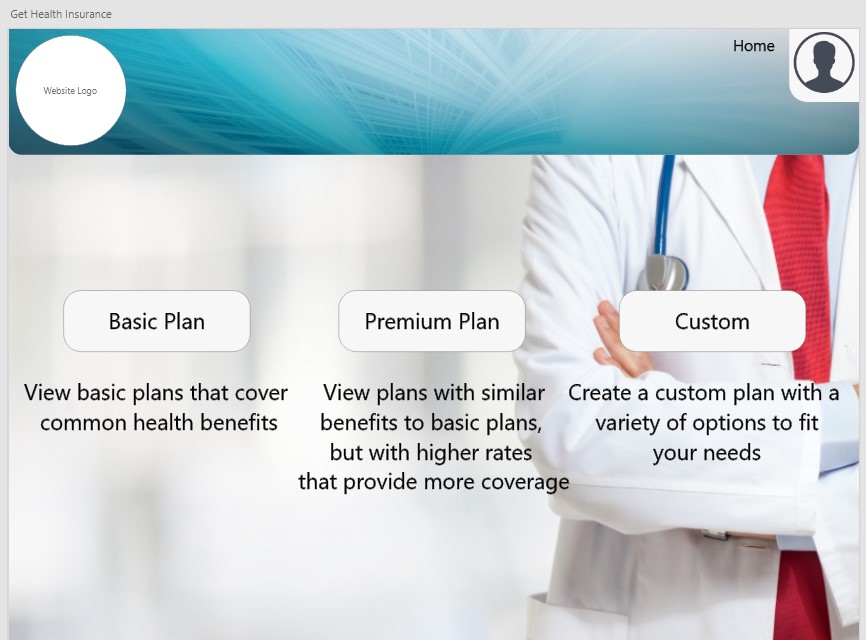 Get Health Insurance
Website Logo
Home
Basic Plan
Premium Plan
Custom
View basic plans that cover
common health benefits
View plans with similar
benefits to basic plans,
but with higher rates
that provide more coverage
Create a custom plan with a
variety of options to fit
your needs